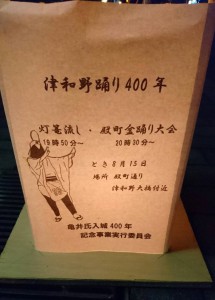 津和野踊り400年
灯篭流し・殿町盆踊り大会
19時50分～ 20時30分～
とき8月15日
場所 殿町通り
津和野大橋付近
亀井氏入城400年
記念事業実行委員会